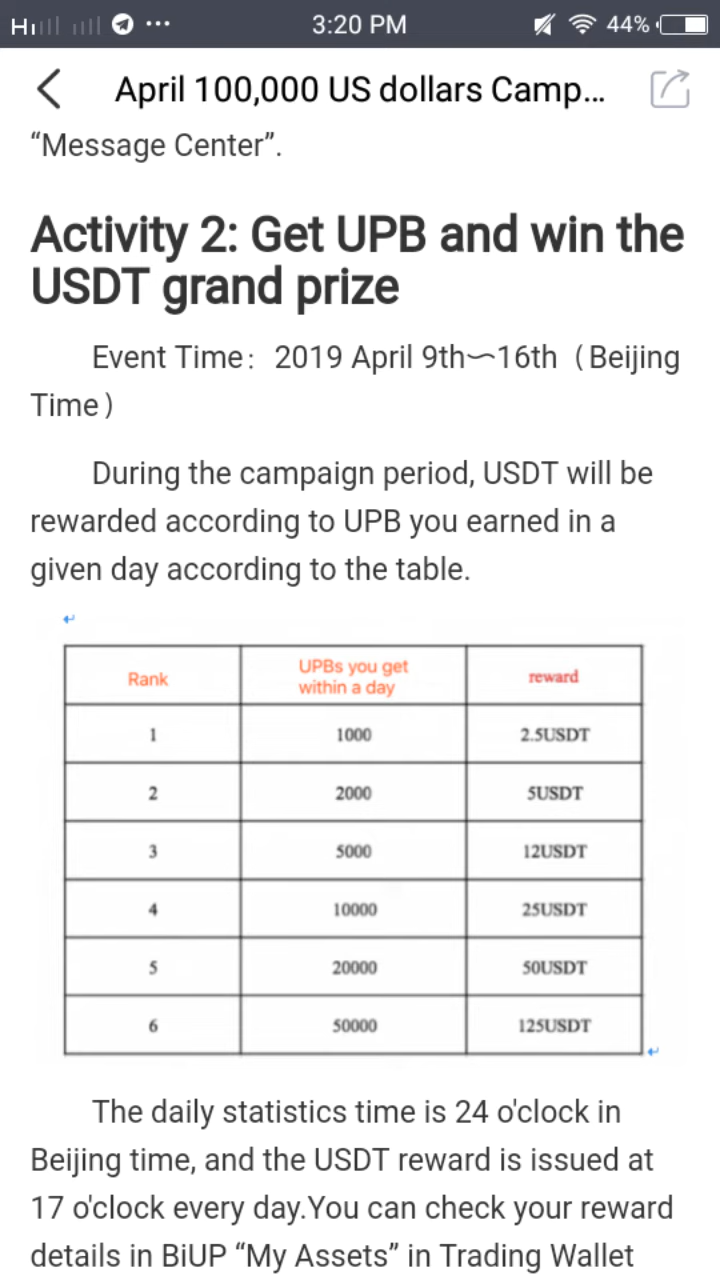 H 3:20 PM 44%
April 100,000 US dollars Camp...
“Message Center”.
Activity 2: Get UPB and win the
USDT grand prize
Event Time： 2019 April 9th～16th（Beijing
Time）
During the campaign period, USDT will be
rewarded according to UPB you earned in a
given day according to the table.
Rank UPBs you get within a day reward
1 1000 2.5USDT
2 2000 5USDT
3 5000 12USDT
4 10000 25USDT
5 20000 50USDT
6 50000 125USDT
The daily statistics time is 24 o'clock in
Beijing time, and the USDT reward is issued at
17 o'clock every day.You can check your reward
details in BiUP “My Assets” in Trading Wallet